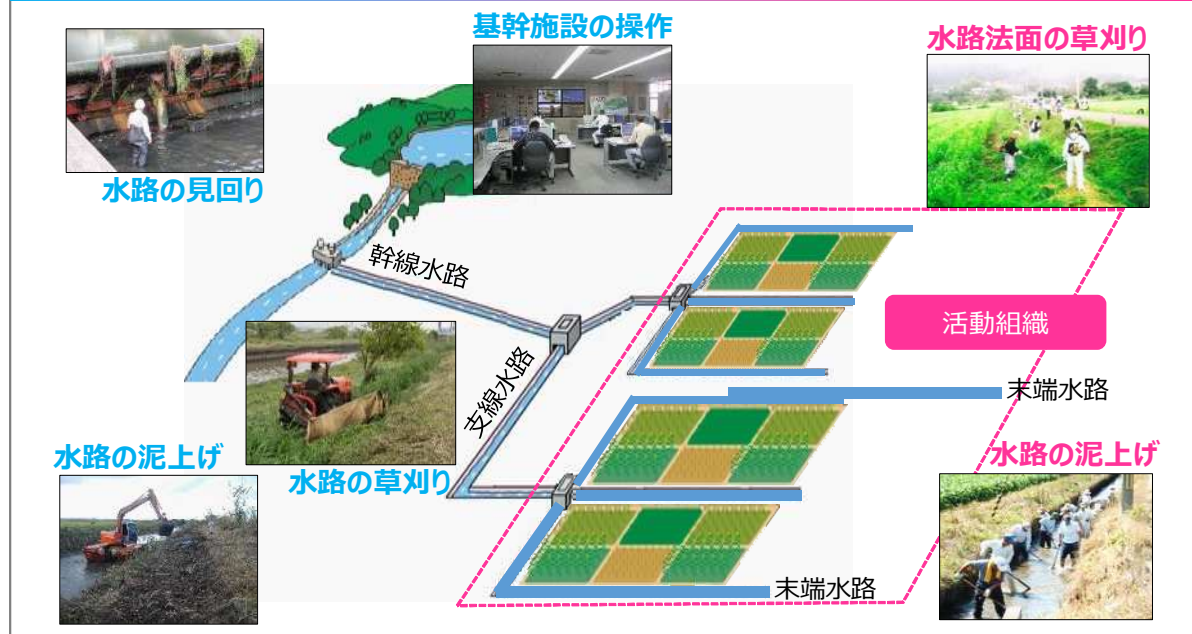 基幹施設の操作
水路法面の草刈り
水路の見回り
幹線水路
活動組織
支線水路
末端水路
水路の泥上げ
水路の草刈り
水路の泥上げ
末端水路